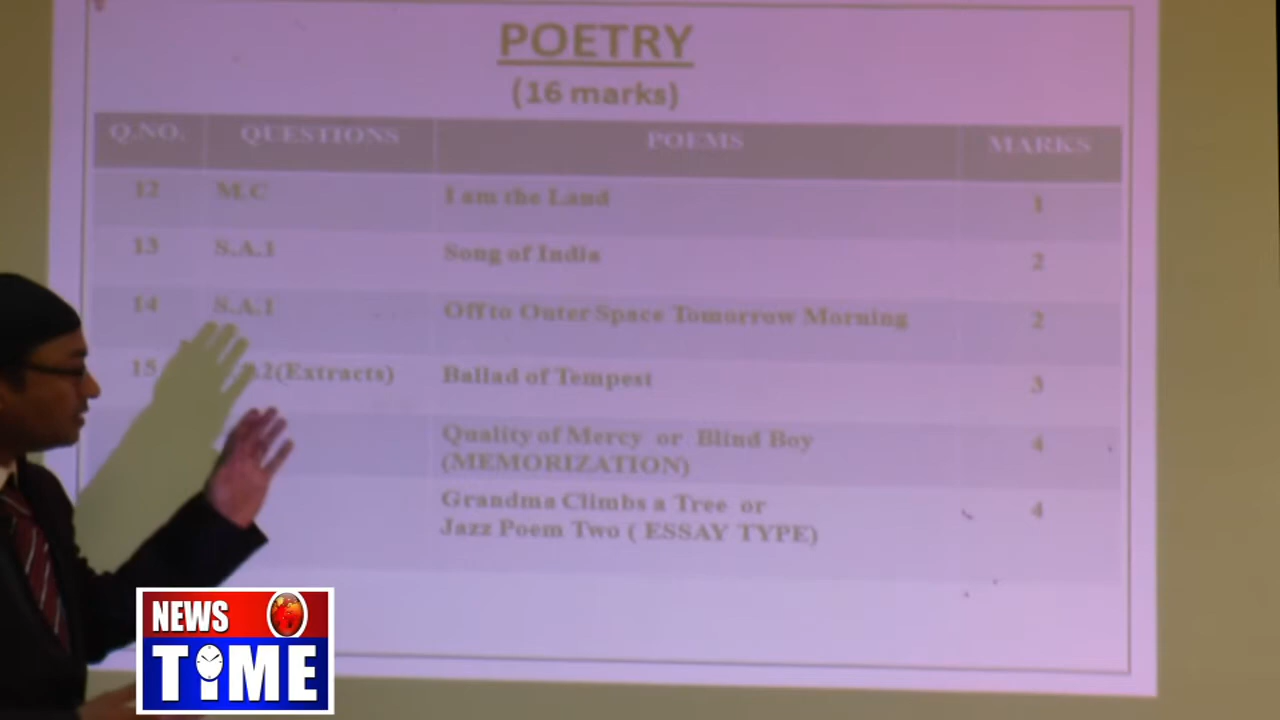 POETRY
(16 marks)
Q.NO. QUESTIONS POEMS MARKS
12 M.C I am the Land 1
13 S.A.1 Song of India 2
14 S.A.1 Off to Outer Space Tomorrow Morning 2
15 .2(Extracts) Ballad of Tempest 3
Quality of Mercy or Blind Boy 4
(MEMORIZATION)
Grandma Climbs a Tree or 4
Jazz Poem Two ( ESSAY TYPE)
NEWS
TIME